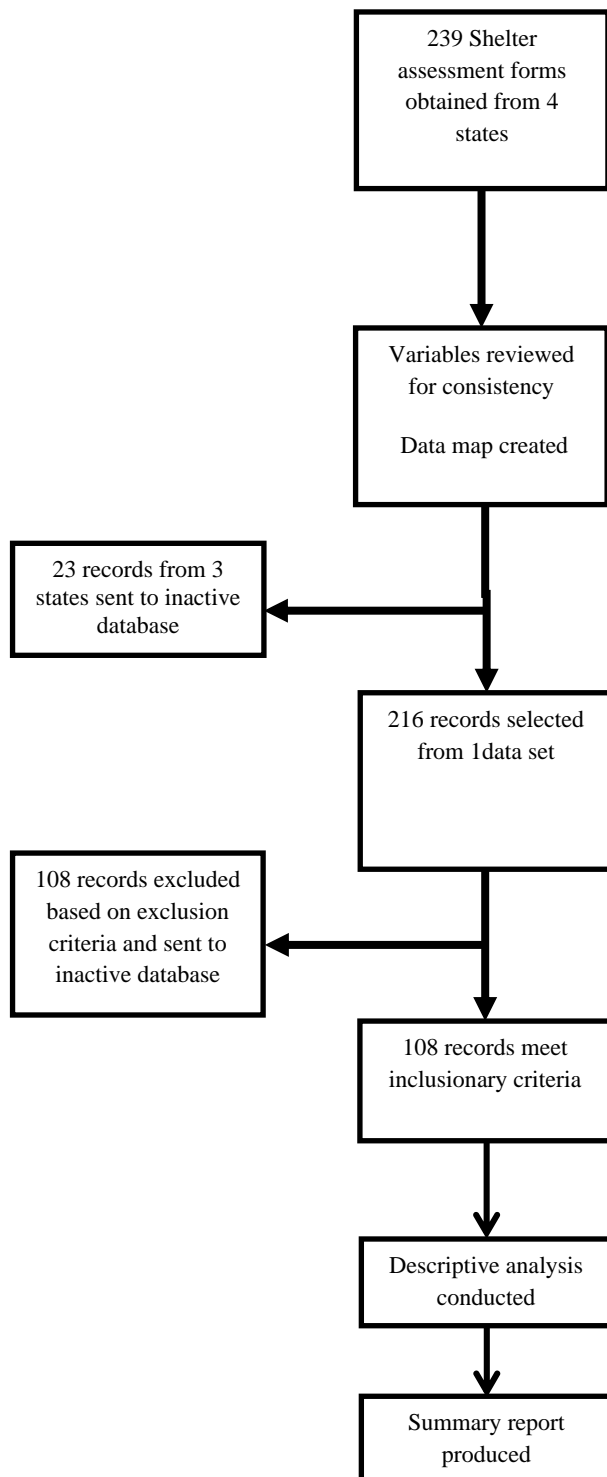 239 Shelter
assessment forms
obtained from 4
states
Variables reviewed
for consistency
Data map created
23 records from 3
states sent to inactive
database
216 records selected
from 1data set
108 records excluded
based on exclusion
criteria and sent to
inactive database
108 records meet
inclusionary criteria
Descriptive analysis
conducted
Summary report
produced